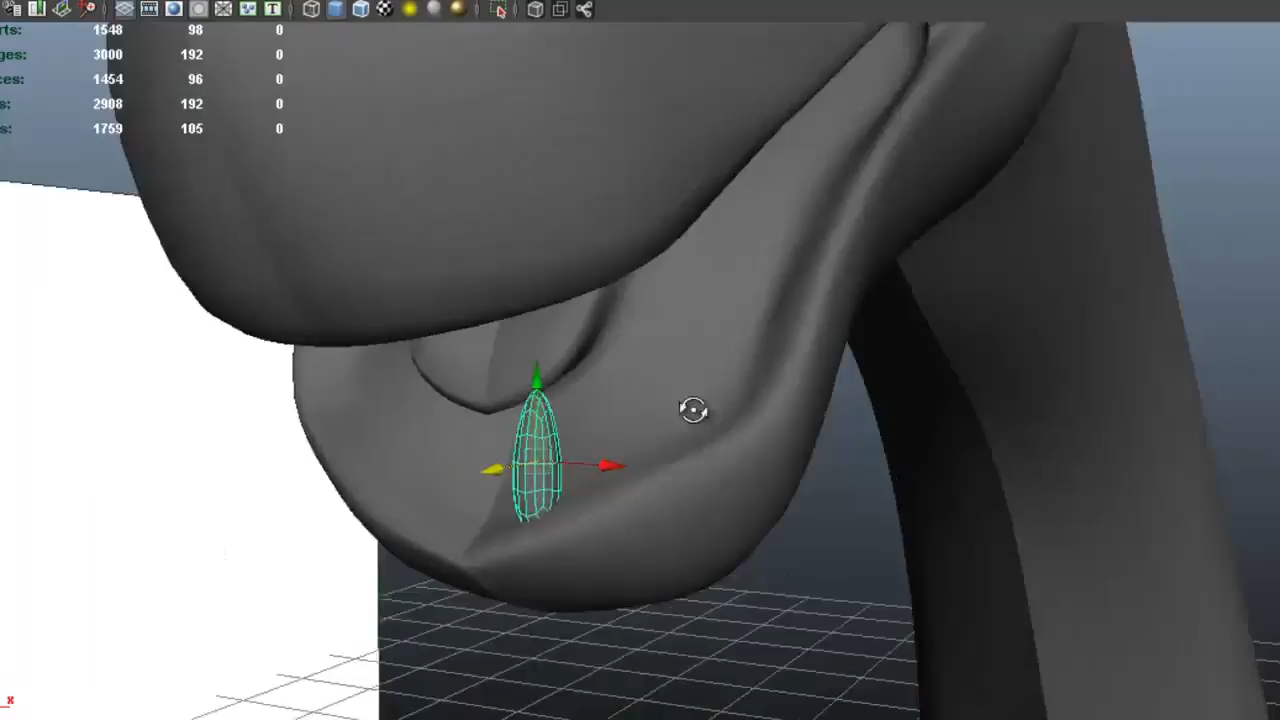 T
rts: 1548 98 0
ges: 3000 192 0
ces: 1454 96 0
s: 2908 192 0
s: 1759 105 0
x